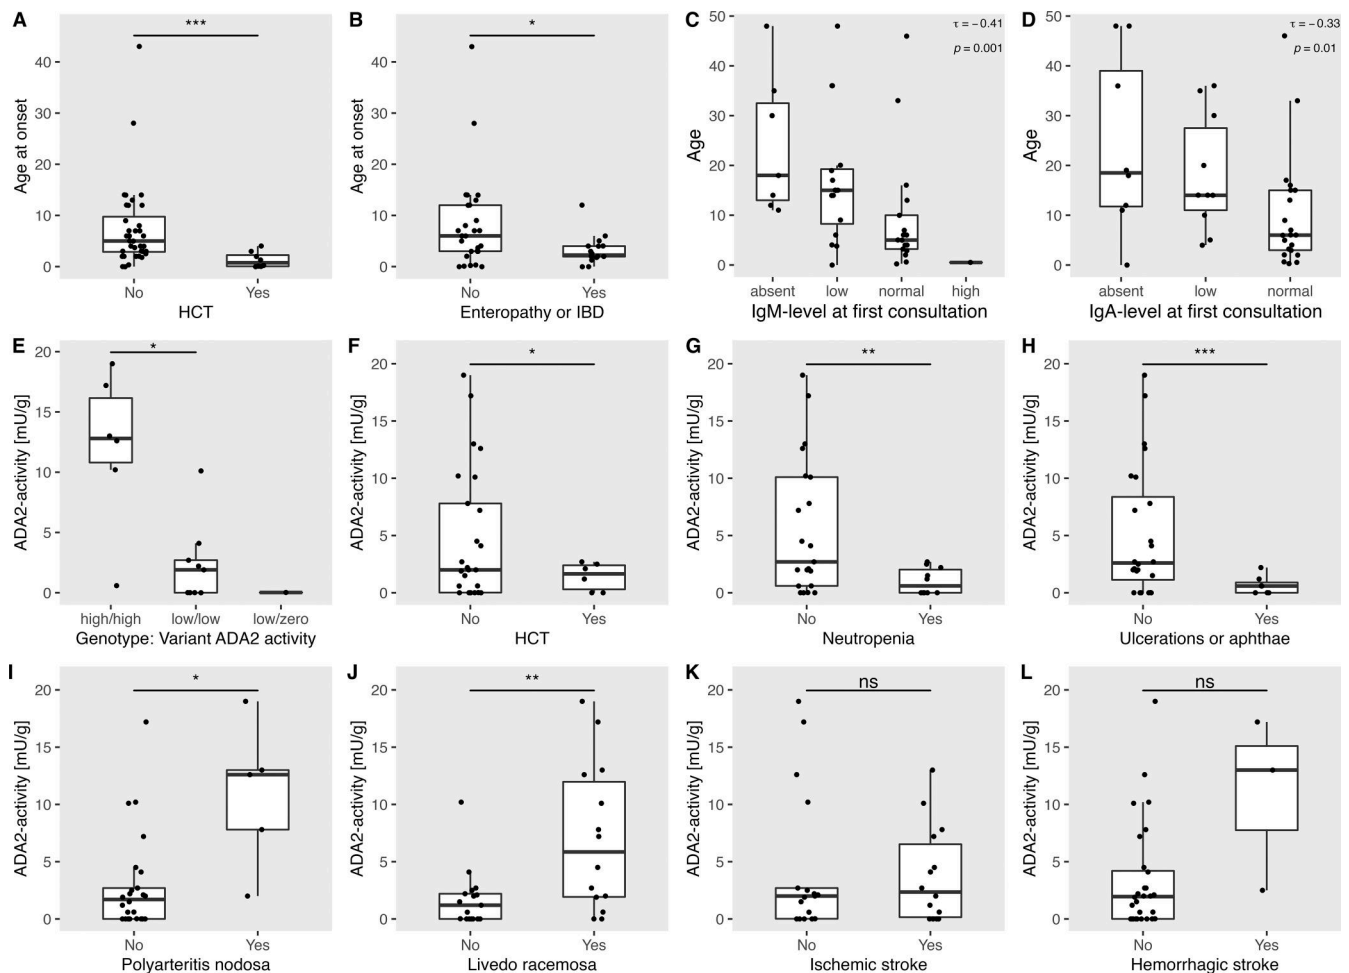 A
***
Age at onset
40
30
20
10
0
No
Yes
HCT
B
*
Age at onset
40
30
20
10
0
No
Yes
Enteropathy or IBD
C
τ = −0.41
p = 0.001
Age
50
40
30
20
10
0
absent
low
normal
high
IgM-level at first consultation
D
τ = −0.33
p = 0.01
Age
50
40
30
20
10
0
absent
low
normal
IgA-level at first consultation
E
*
ADA2-activity [mU/g]
20
15
10
5
0
high/high
low/low
low/zero
Genotype: Variant ADA2 activity
F
*
ADA2-activity [mU/g]
20
15
10
5
0
No
Yes
HCT
G
**
ADA2-activity [mU/g]
20
15
10
5
0
No
Yes
Neutropenia
H
***
ADA2-activity [mU/g]
20
15
10
5
0
No
Yes
Ulcerations or aphthae
I
*
ADA2-activity [mU/g]
20
15
10
5
0
No
Yes
Polyarteritis nodosa
J
**
ADA2-activity [mU/g]
20
15
10
5
0
No
Yes
Livedo racemosa
K
ns
ADA2-activity [mU/g]
20
15
10
5
0
No
Yes
Ischemic stroke
L
ns
ADA2-activity [mU/g]
20
15
10
5
0
No
Yes
Hemorrhagic stroke